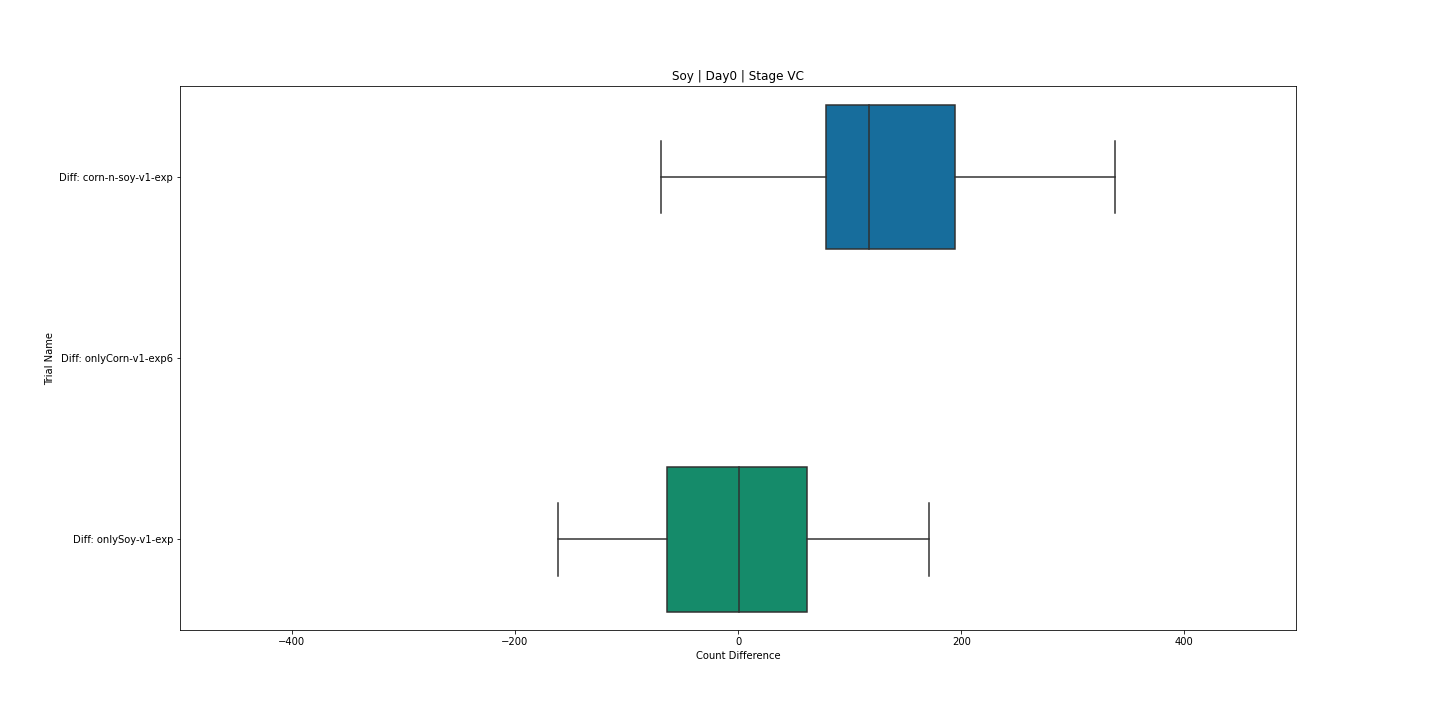 Soy | Day0 | Stage VC
Diff: corn-n-soy-v1-exp
Diff: onlyCorn-v1-exp6
Diff: onlySoy-v1-exp
Trial Name
−400
−200
0
200
400
Count Difference